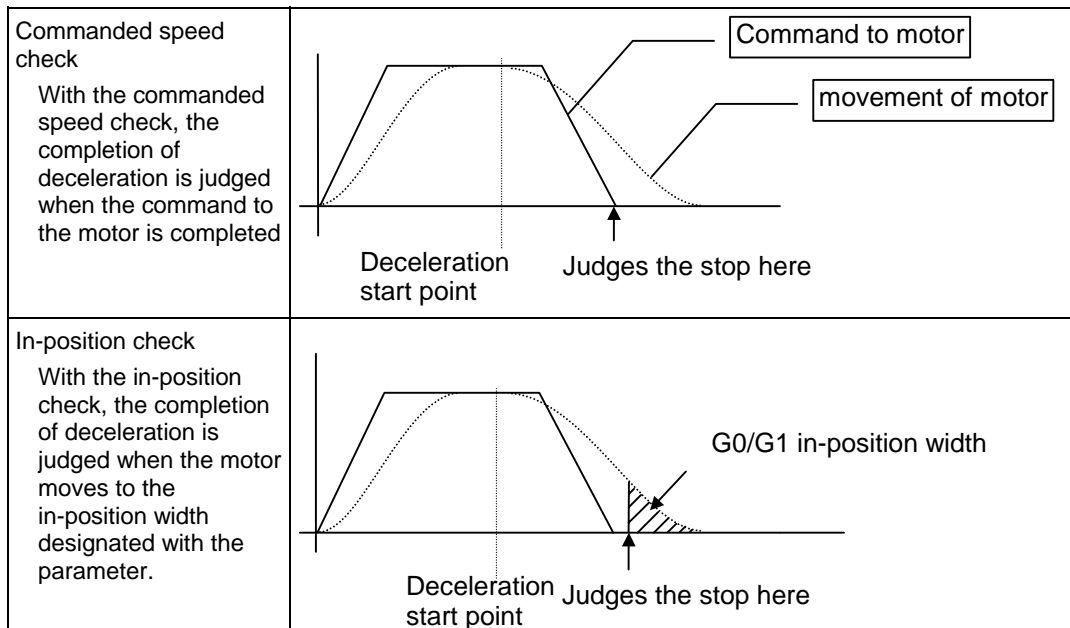 Commanded speed
check
With the commanded
speed check, the
completion of
deceleration is judged
when the command to
the motor is completed
Command to motor
movement of motor
Deceleration
start point
Judges the stop here
In-position check
With the in-position
check, the completion
of deceleration is
judged when the motor
moves to the
in-position width
designated with the
parameter.
G0/G1 in-position width
Deceleration
start point
Judges the stop here